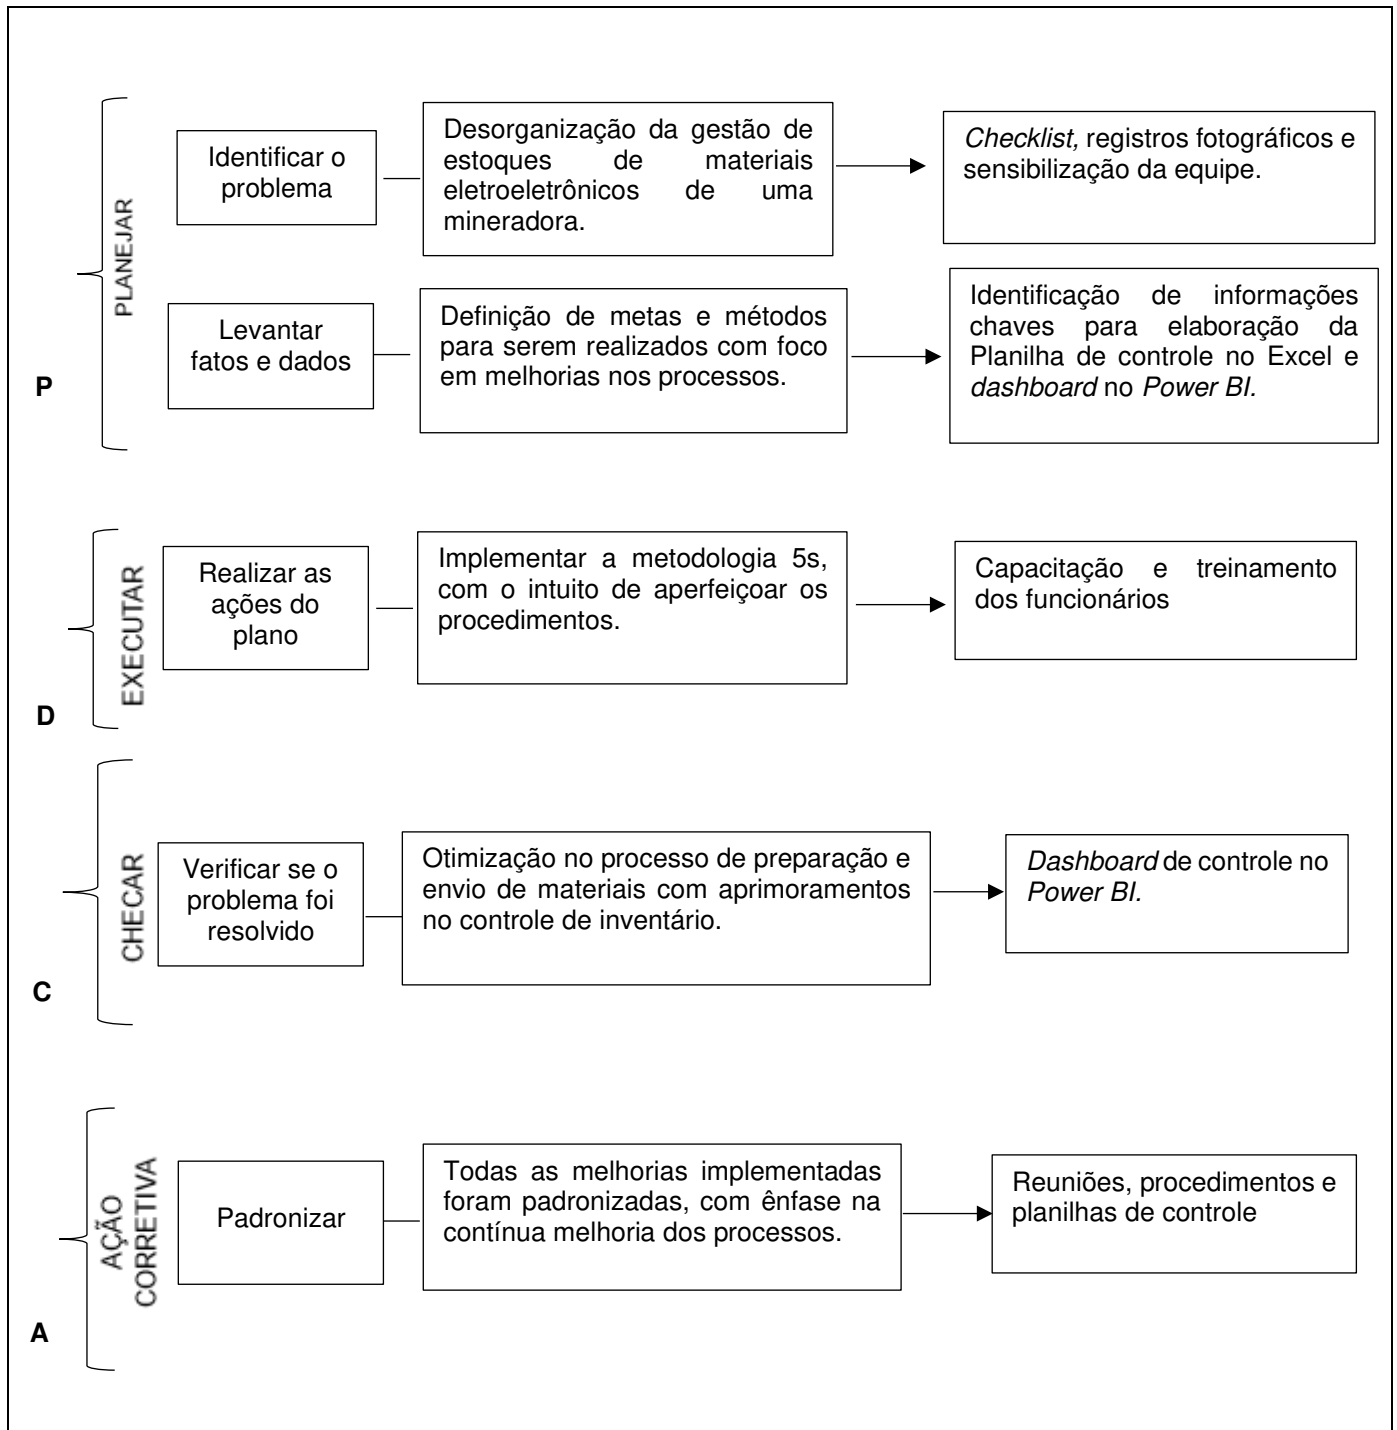 PLANEJAR
P
Identificar o
problema
Desorganização da gestão de
estoques de materiais
eletroeletrônicos de uma
mineradora.
Checklist, registros fotográficos e
sensibilização da equipe.
Levantar
fatos e dados
Definição de metas e métodos
para serem realizados com foco
em melhorias nos processos.
Identificação de informações
chaves para elaboração da
Planilha de controle no Excel e
dashboard no Power BI.
EXECUTAR
D
Realizar as
ações do
plano
Implementar a metodologia 5s,
com o intuito de aperfeiçoar os
procedimentos.
Capacitação e treinamento
dos funcionários
CHECAR
C
Verificar se o
problema foi
resolvido
Otimização no processo de preparação e
envio de materiais com aprimoramentos
no controle de inventário.
Dashboard de controle no
Power BI.
AÇÃO
CORRETIVA
A
Padronizar
Todas as melhorias implementadas
foram padronizadas, com ênfase na
contínua melhoria dos processos.
Reuniões, procedimentos e
planilhas de controle